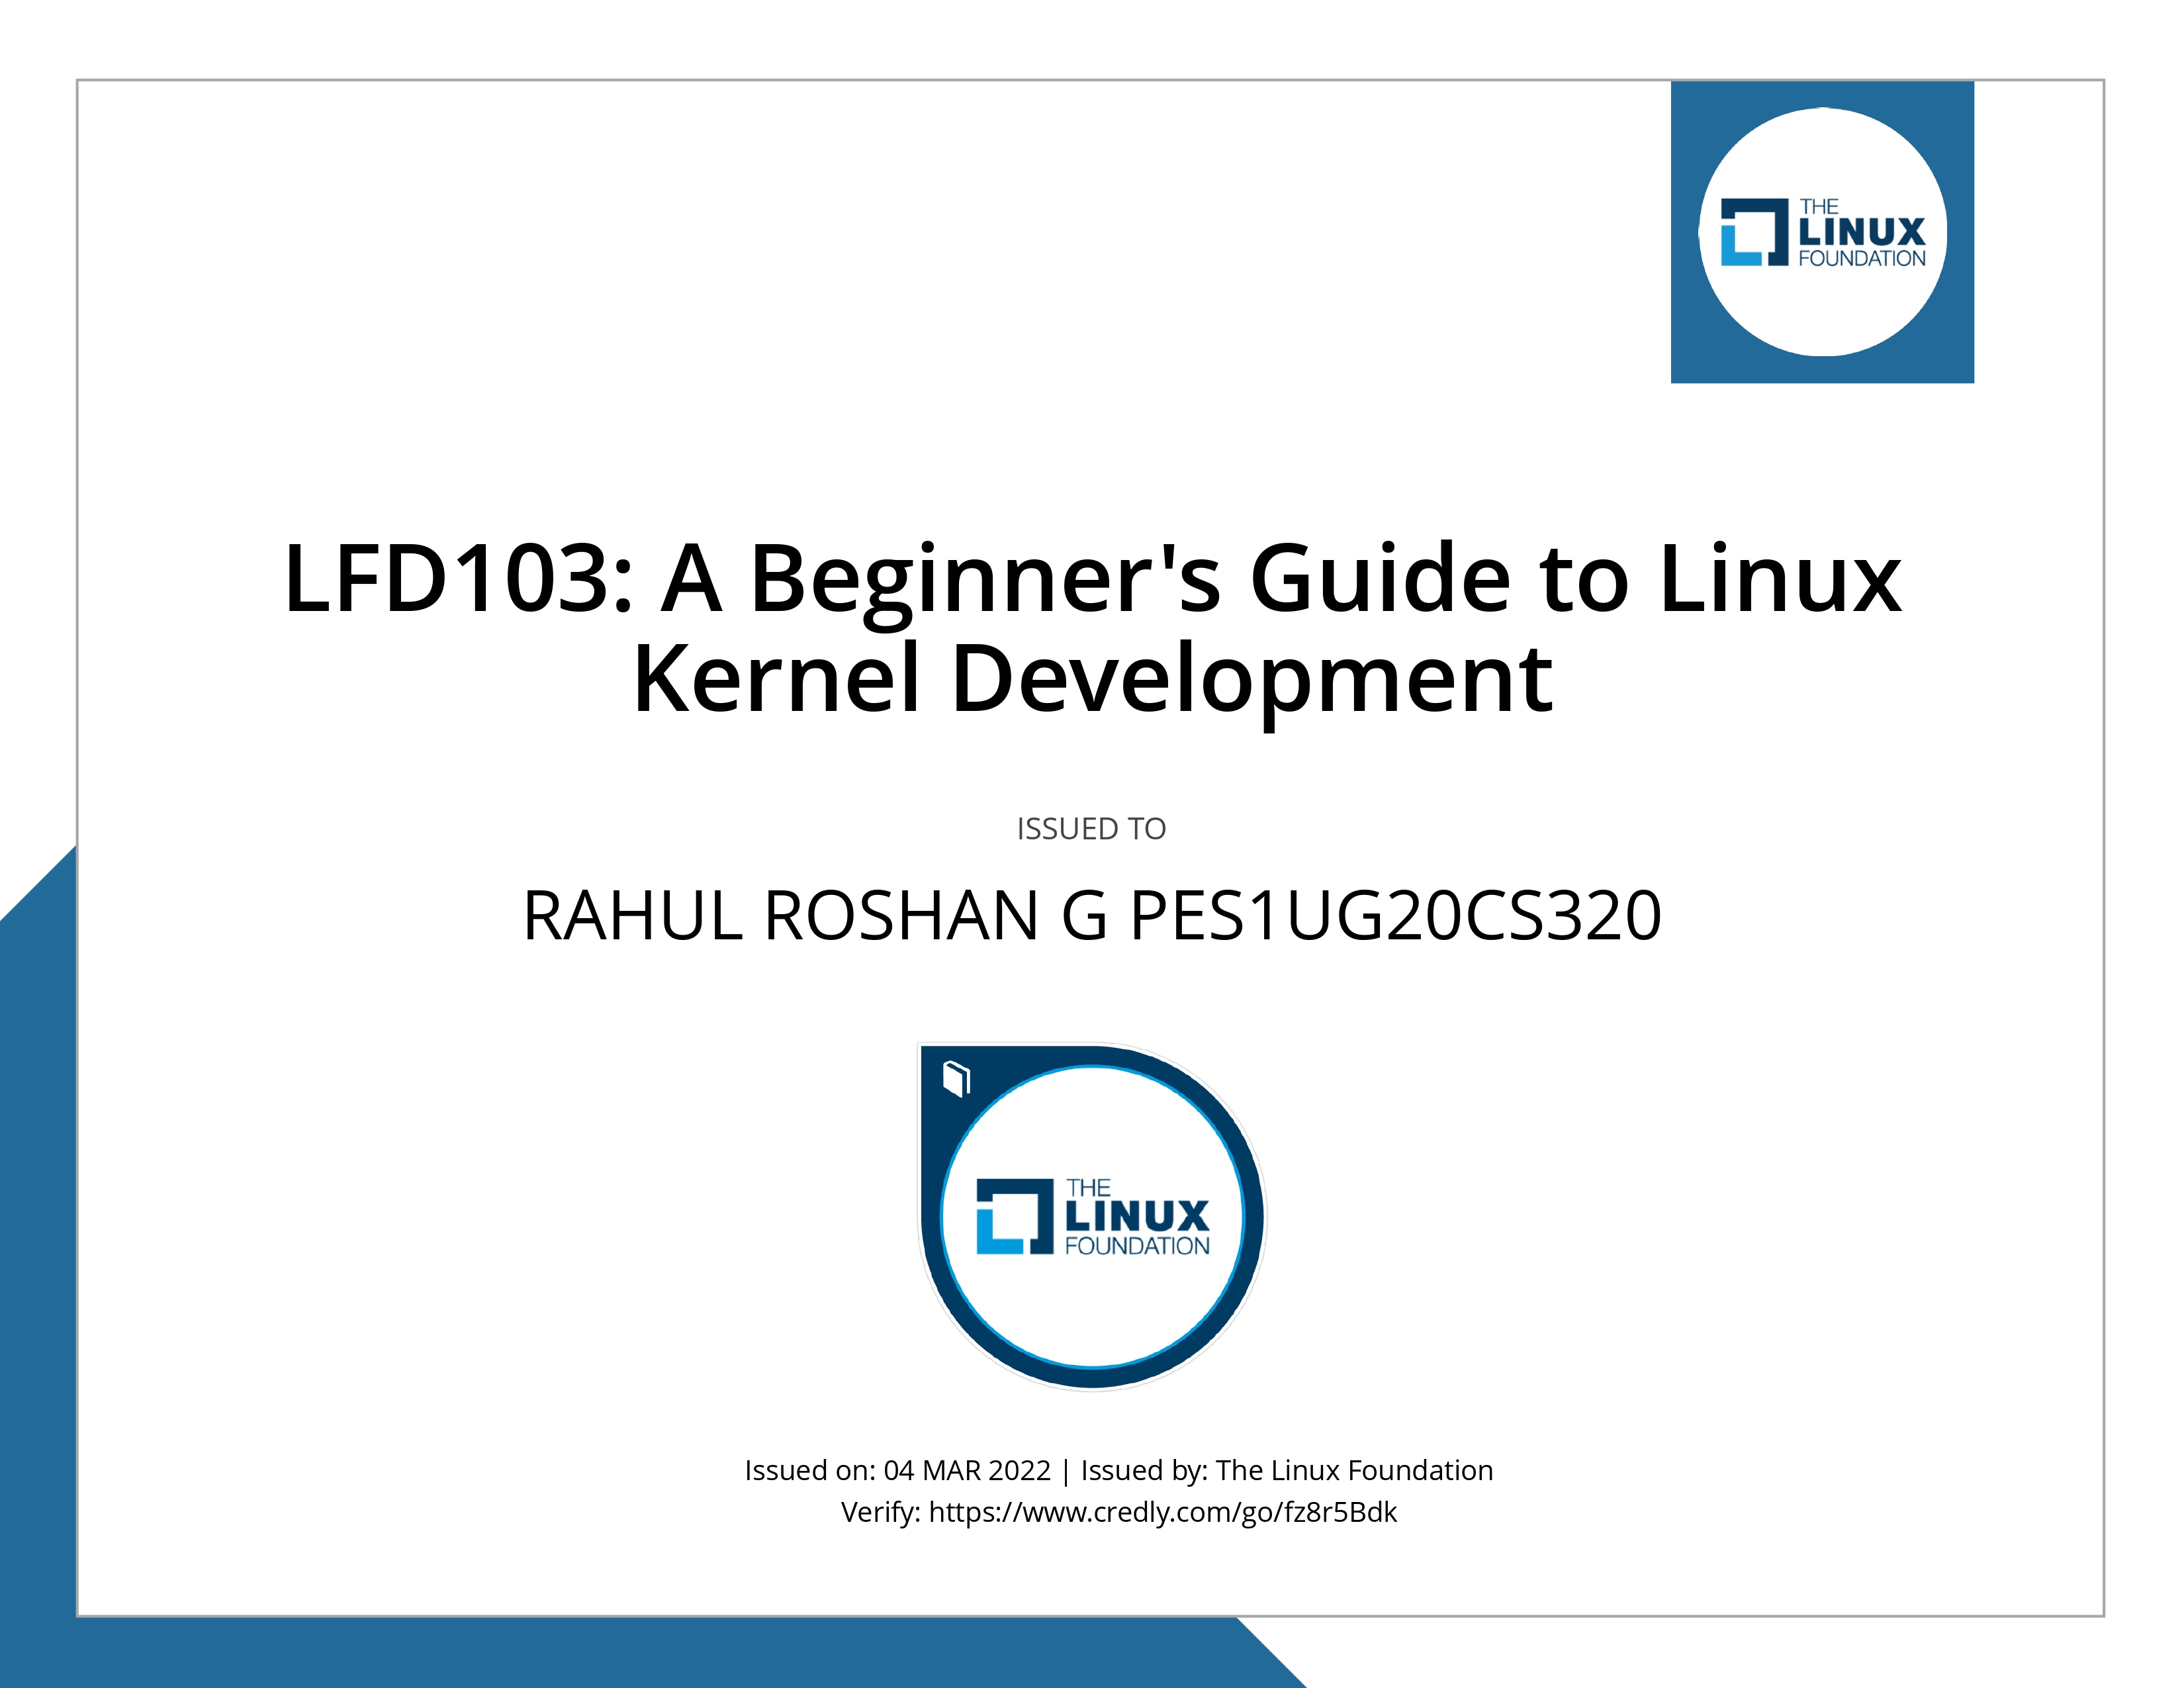 THE
LINUX
FOUNDATION
LFD103: A Beginner's Guide to Linux
Kernel Development
ISSUED TO
RAHUL ROSHAN G PES1UG20CS320
THE
LINUX
FOUNDATION
Issued on: 04 MAR 2022 | Issued by: The Linux Foundation
Verify: https://www.credly.com/go/fz8r5Bdk